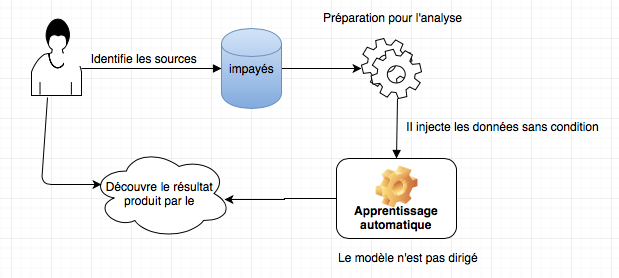 Préparation pour l'analyse
Identifie les sources
impayés
Il injecte les données sans condition
Découvre le résultat
produit par le
Apprentissage
automatique
Le modèle n'est pas dirigé